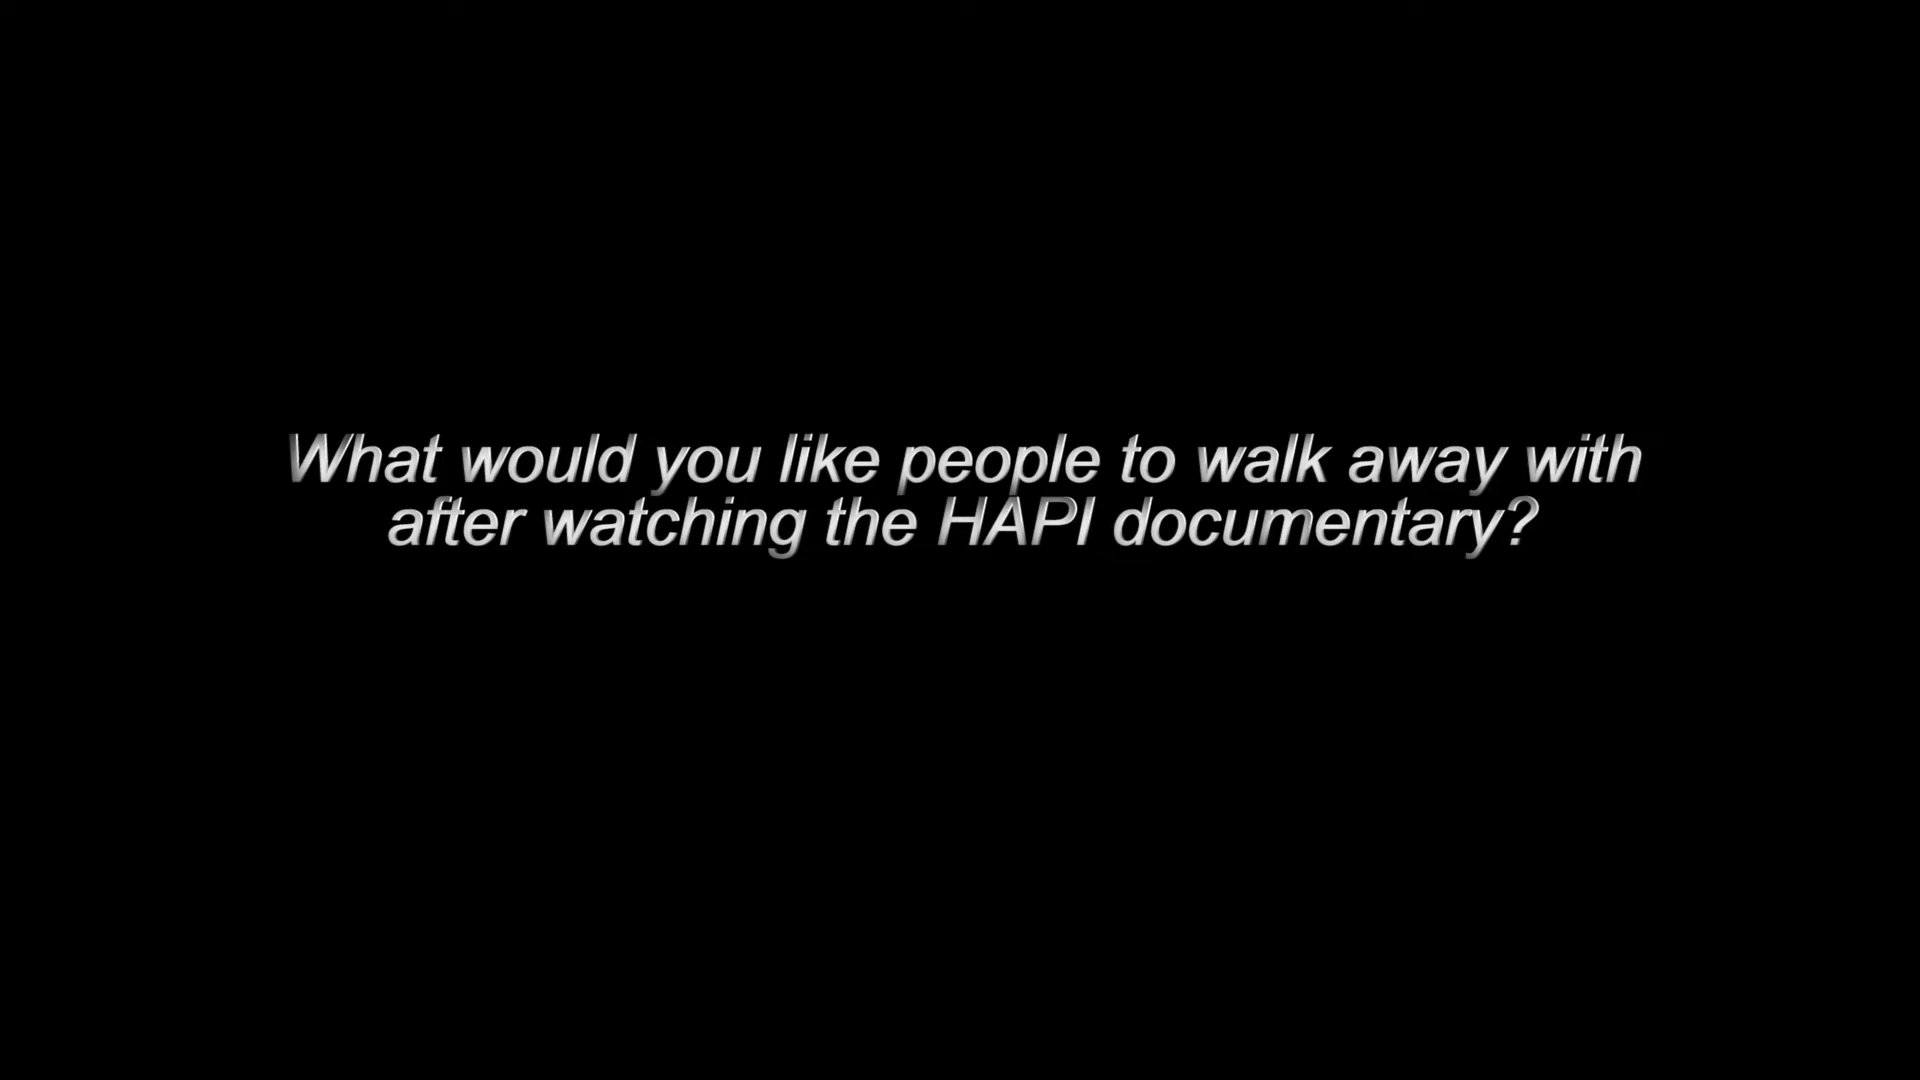 What would you like people to walk away with
after watching the HAPI documentary?